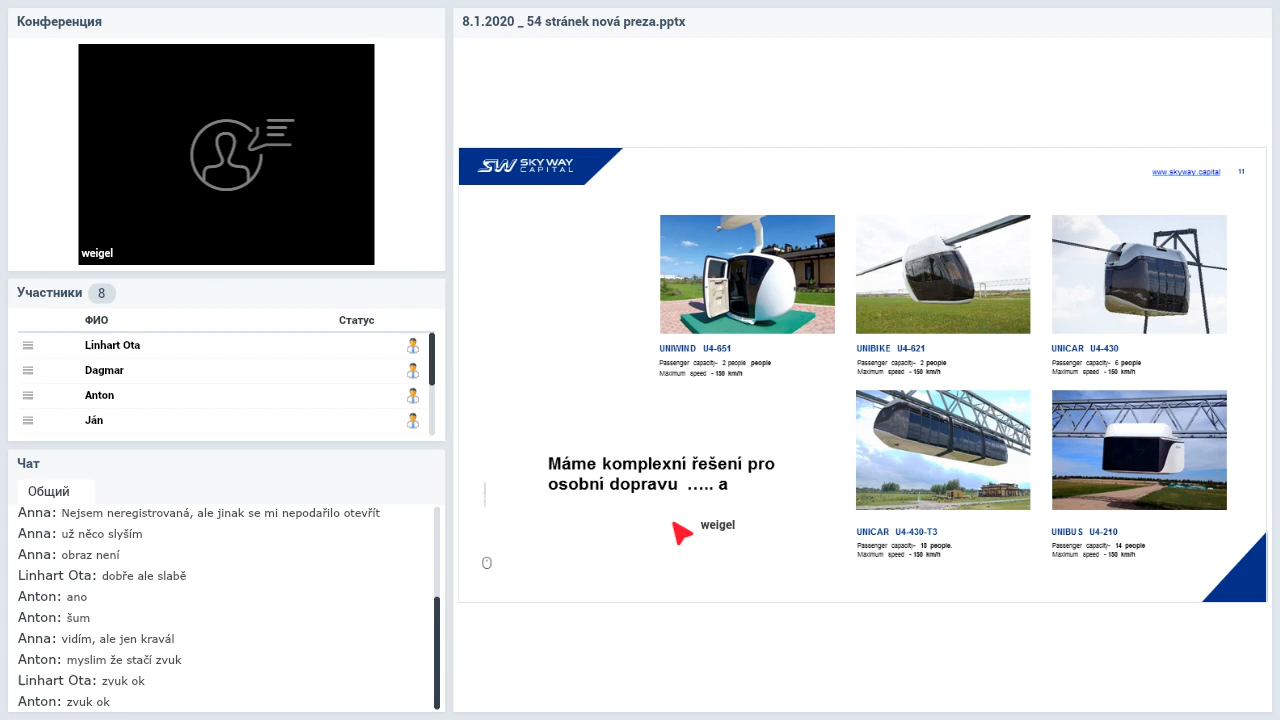 Конференция
weigel
Участники 8
ФИО Статус
Linhart Ota
Dagmar
Anton
Ján
Чат
Общий
Anna: Nejsem neregistrovaná, ale jinak se mi nepodařilo otevřít
Anna: už něco slyším
Anna: obraz není
Linhart Ota: dobře ale slabě
Anton: ano
Anton: šum
Anna: vidím, ale jen kravál
Anton: myslim že stačí zvuk
Linhart Ota: zvuk ok
Anton: zvuk ok
8.1.2020 _ 54 stránek nová preza.pptx
SW SKY WAY
CAPITAL
www.skyway.capital 11
UNIWIND U4-651
Passenger capacity- 2 people people
Maximum speed - 150 km/h
UNIBIKE U4-621
Passenger capacity- 2 people
Maximum speed - 150 km/h
UNICAR U4-430
Passenger capacity- 6 people
Maximum speed - 150 km/h
Máme komplexní řešení pro
osobní dopravu ….. a
weigel
UNICAR U4-430-T3
Passenger capacity- 18 people.
Maximum speed - 150 km/h
UNIBUS U4-210
Passenger capacity- 14 people
Maximum speed - 150 km/h